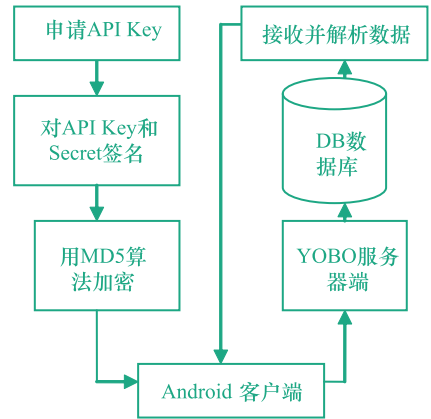 申请API Key
对API Key和
Secret签名
用MD5算
法加密
Android 客户端
YOBO服务
器端
DB数
据库
接收并解析数据